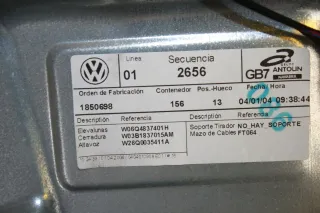 Linea
Secuencia
01
2656
GB7
GRUPO
ANTOLIN
Orden de Fabricación
Contenedor
Pos.-Hueco
Fecha
Hora
1850698
156
13
04/01/04
09:38:44
Descripción
Referencia
Descripción
Referencia
Elevalunas
W06Q4837401H
Cerradura
W03B1837015AM
Altavoz
W26Q0035411A
Soporte Tirador
NO_HAY_SOPORTE
Mazo de Cables
FT064